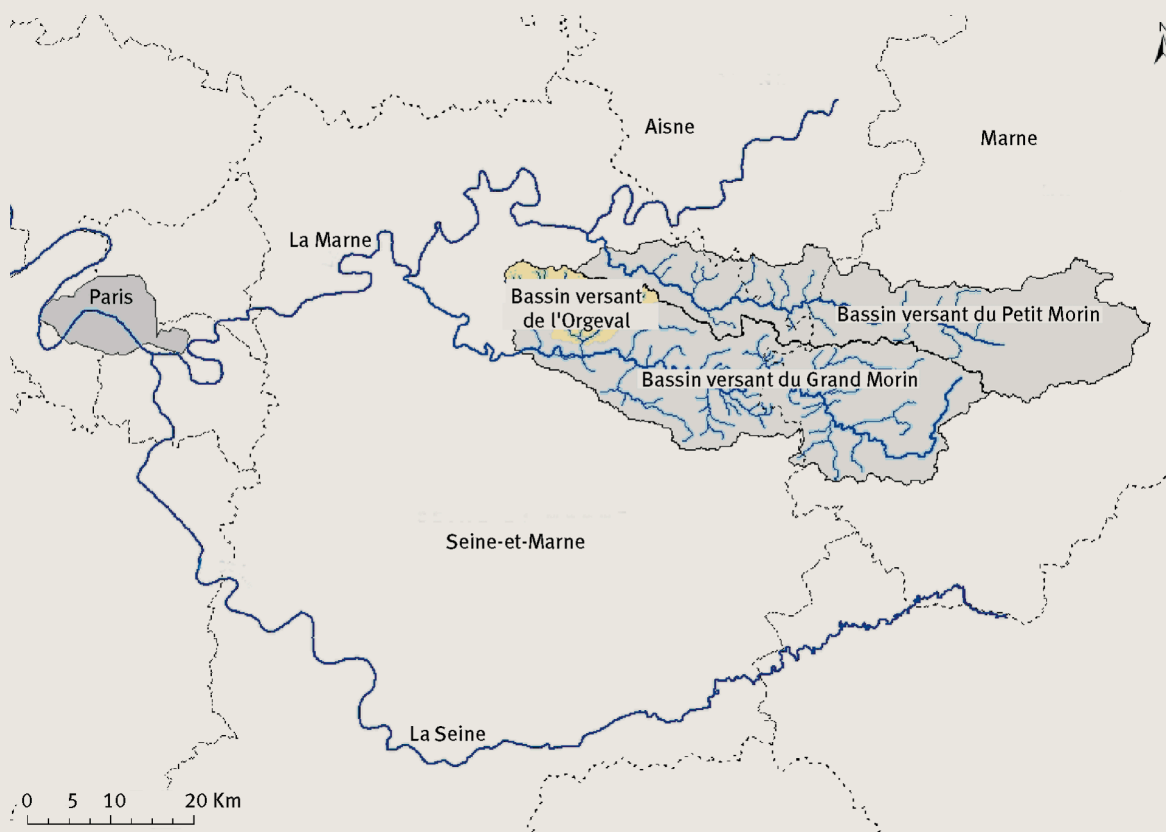 N
Aisne
Marne
La Marne
Paris
Bassin versant
de l'Orgeval
Bassin versant du Petit Morin
Bassin versant du Grand Morin
Seine-et-Marne
La Seine
0 5 10 20 Km